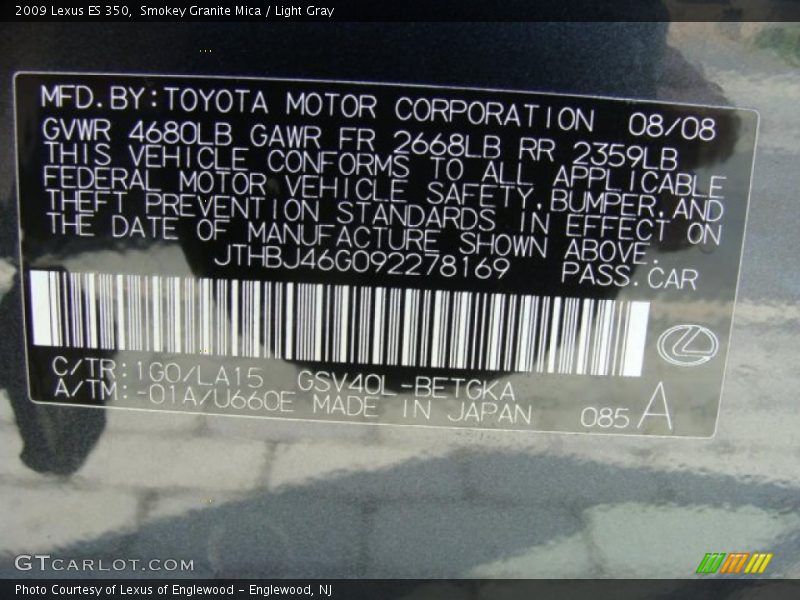 2009 Lexus ES 350, Smokey Granite Mica / Light Gray
MFD.BY:TOYOTA MOTOR CORPORATION 08/08
GVWR 4680LB GAWR FR 2668LB RR 2359LB
THIS VEHICLE CONFORMS TO ALL APPLICABLE
FEDERAL MOTOR VEHICLE SAFETY,BUMPER,AND
THEFT PREVENTION STANDARDS IN EFFECT ON
THE DATE OF MANUFACTURE SHOWN ABOVE.
JTHBJ46G092278169 PASS.CAR
C/TR:1G0/LA15 GSV40L-BETGKA
A/TM:-01A/U660E MADE IN JAPAN 085 A
GTCARLOT.COM
Photo Courtesy of Lexus of Englewood – Englewood, NJ